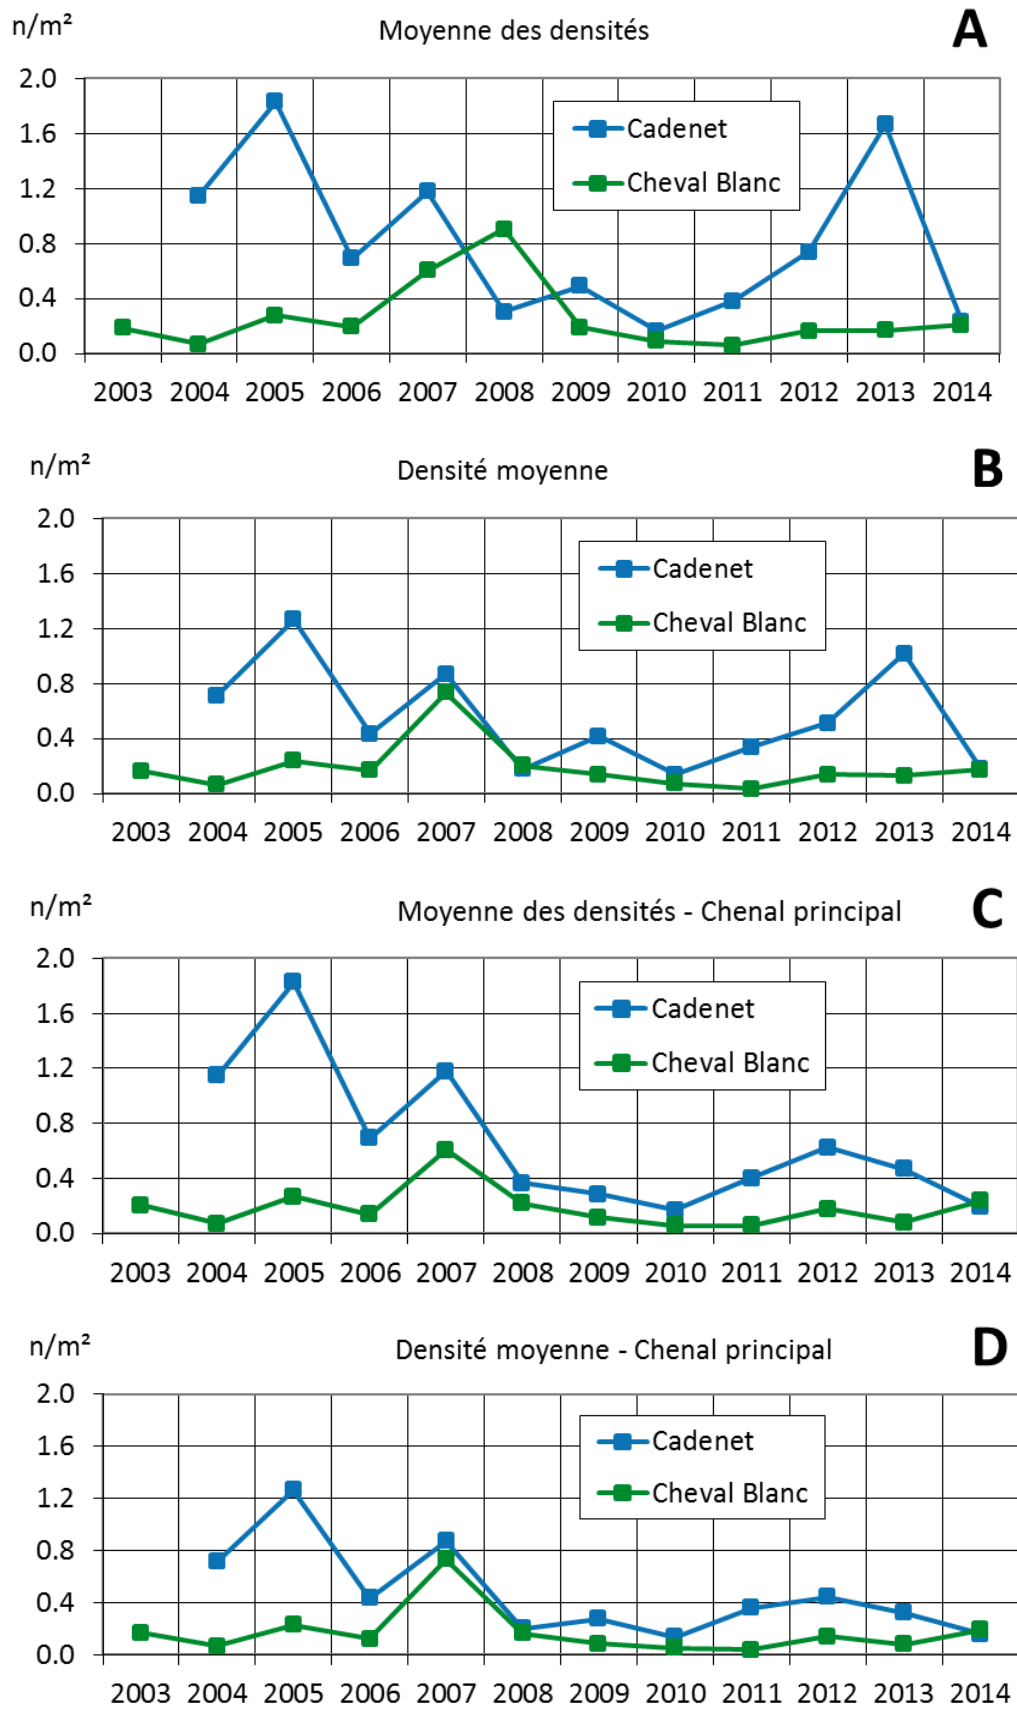 n/m²
Moyenne des densités
A
2.0
1.6
1.2
0.8
0.4
0.0
Cadenet
Cheval Blanc
2003 2004 2005 2006 2007 2008 2009 2010 2011 2012 2013 2014
n/m²
Densité moyenne
B
2.0
1.6
1.2
0.8
0.4
0.0
Cadenet
Cheval Blanc
2003 2004 2005 2006 2007 2008 2009 2010 2011 2012 2013 2014
n/m²
Moyenne des densités - Chenal principal
C
2.0
1.6
1.2
0.8
0.4
0.0
Cadenet
Cheval Blanc
2003 2004 2005 2006 2007 2008 2009 2010 2011 2012 2013 2014
n/m²
Densité moyenne - Chenal principal
D
2.0
1.6
1.2
0.8
0.4
0.0
Cadenet
Cheval Blanc
2003 2004 2005 2006 2007 2008 2009 2010 2011 2012 2013 2014